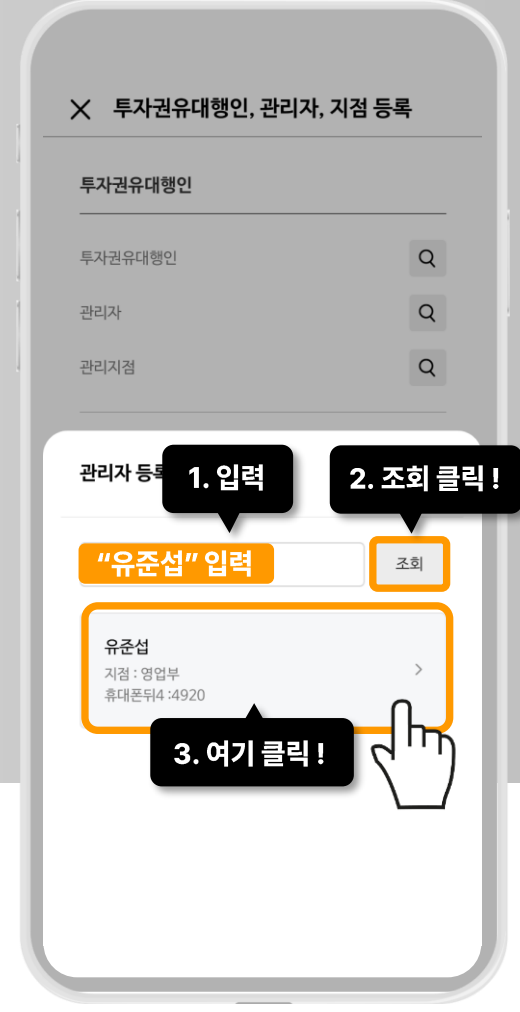 투자권유대행인, 관리자, 지점 등록
투자권유대행인
투자권유대행인
관리자
관리지점
관리자 등록
1. 입력
2. 조회 클릭 !
“유준섭” 입력
조회
유준섭
지점 : 영업부
휴대폰뒤4 :4920
3. 여기 클릭 !